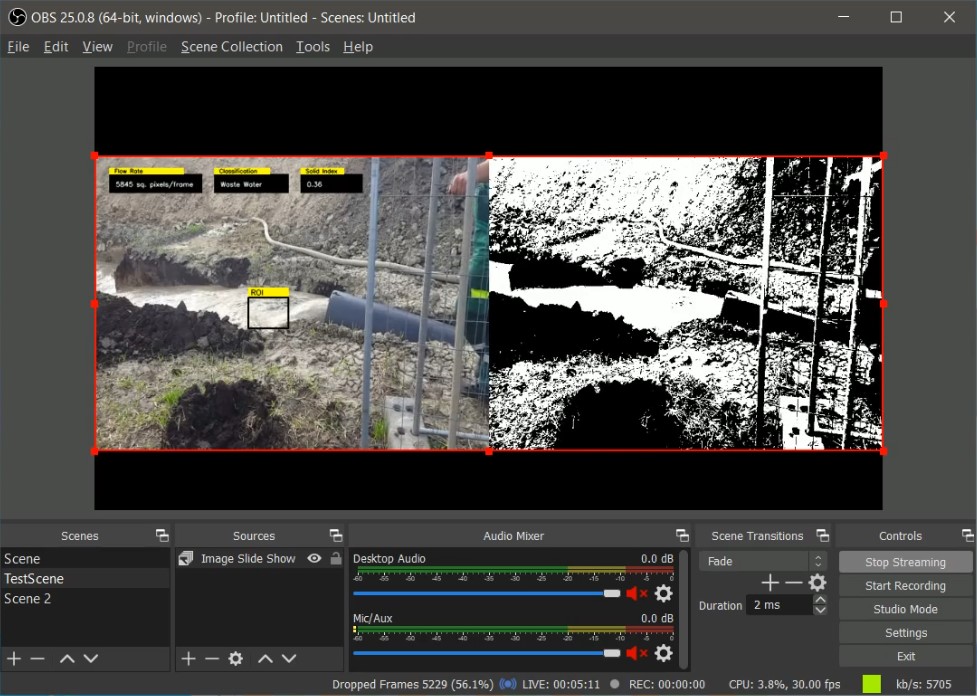 OBS 25.0.8 (64-bit, windows) - Profile: Untitled - Scenes: Untitled
File Edit View Profile Scene Collection Tools Help
Flow Rate Classification Solid Index
5845 sq. pixels/frame Waste Water 0.36
ROI
Scenes Sources Audio Mixer Scene Transitions Controls
Scene
TestScene
Scene 2
Image Slide Show
Desktop Audio 0.0 dB
-60 -55 -50 -45 -40 -35 -30 -25 -20 -15 -10 -5 0
Mic/Aux 0.0 dB
-60 -55 -50 -45 -40 -35 -30 -25 -20 -15 -10 -5 0
Fade
Duration 2 ms
Stop Streaming
Start Recording
Studio Mode
Settings
Exit
Dropped Frames 5229 (56.1%) LIVE: 00:05:11 REC: 00:00:00 CPU: 3.8%, 30.00 fps kb/s: 5705